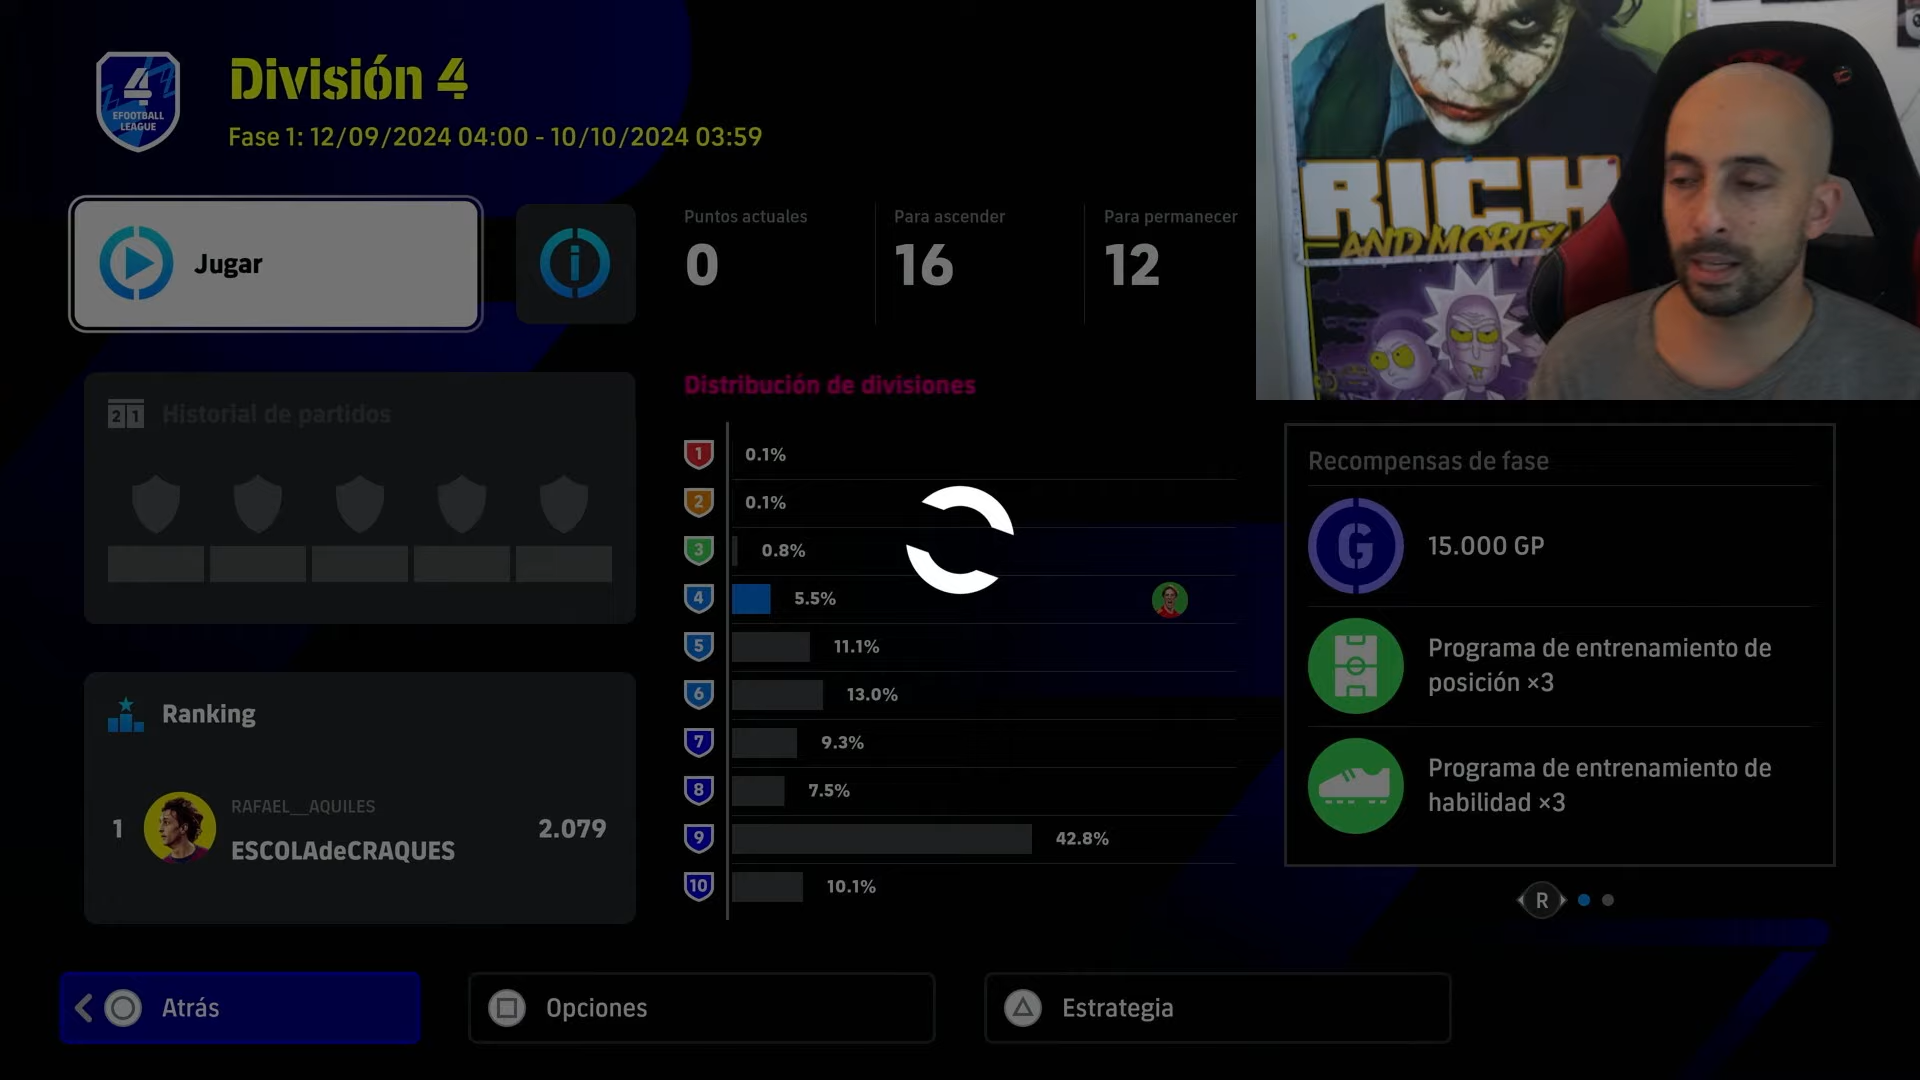 4
EFOOTBALL
LEAGUE
División 4
Fase 1: 12/09/2024 04:00 - 10/10/2024 03:59
Jugar
i
Puntos actuales
0
Para ascender
16
Para permanecer
12
RICH
AND MORTY
2 1 Historial de partidos
Ranking
1
RAFAEL__AQUILES
ESCOLAdeCRAQUES
2.079
Distribución de divisiones
1 0.1%
2 0.1%
3 0.8%
4 5.5%
5 11.1%
6 13.0%
7 9.3%
8 7.5%
9 42.8%
10 10.1%
Recompensas de fase
G 15.000 GP
Programa de entrenamiento de
posición ×3
Programa de entrenamiento de
habilidad ×3
R
Atrás
Opciones
Estrategia